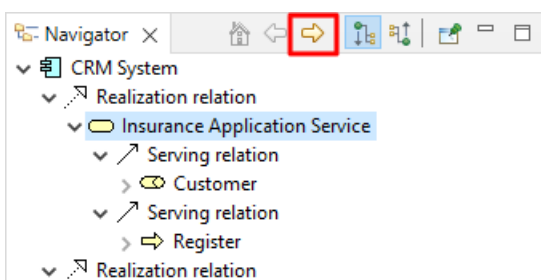 Navigator
CRM System
Realization relation
Insurance Application Service
Serving relation
Customer
Serving relation
Register
Realization relation